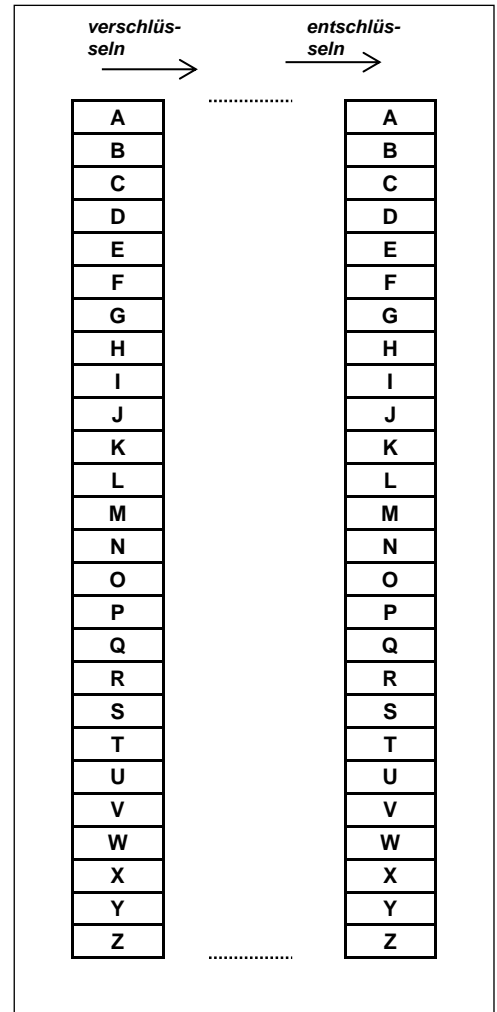 verschlüs- entschlüs-
seln seln
A A
B B
C C
D D
E E
F F
G G
H H
I I
J J
K K
L L
M M
N N
O O
P P
Q Q
R R
S S
T T
U U
V V
W W
X X
Y Y
Z Z